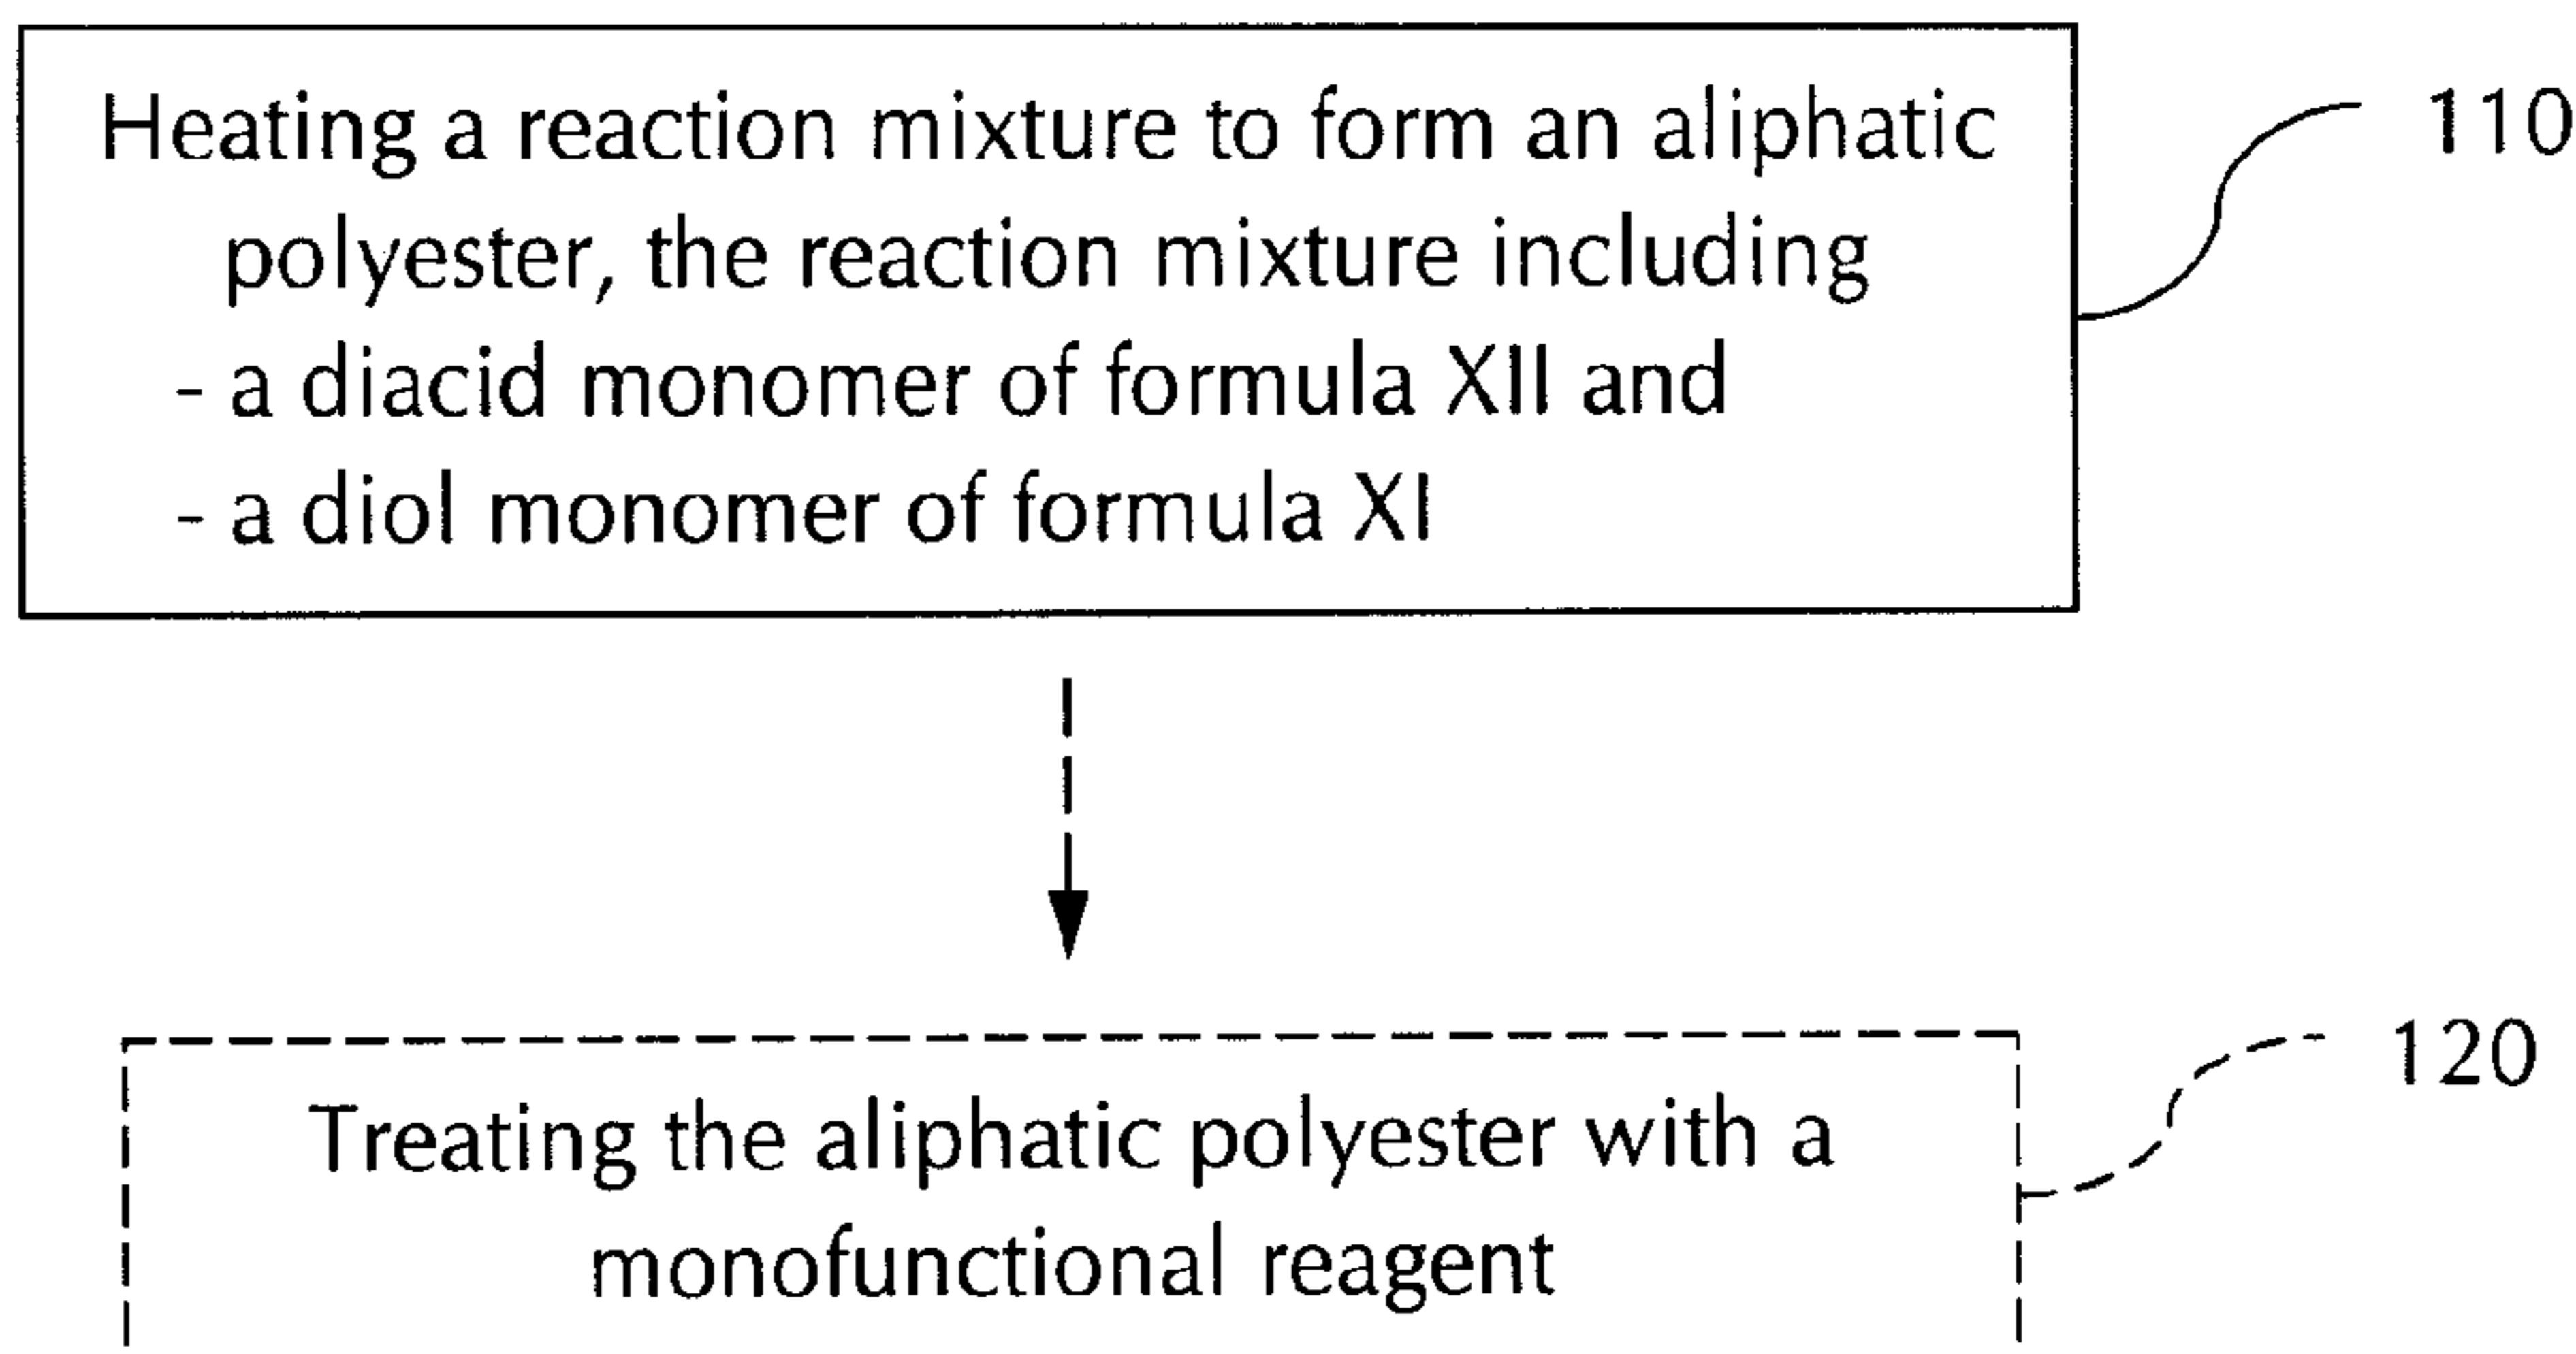 Heating a reaction mixture to form an aliphatic
polyester, the reaction mixture including
- a diacid monomer of formula XII and
- a diol monomer of formula XI
110
120
Treating the aliphatic polyester with a
monofunctional reagent